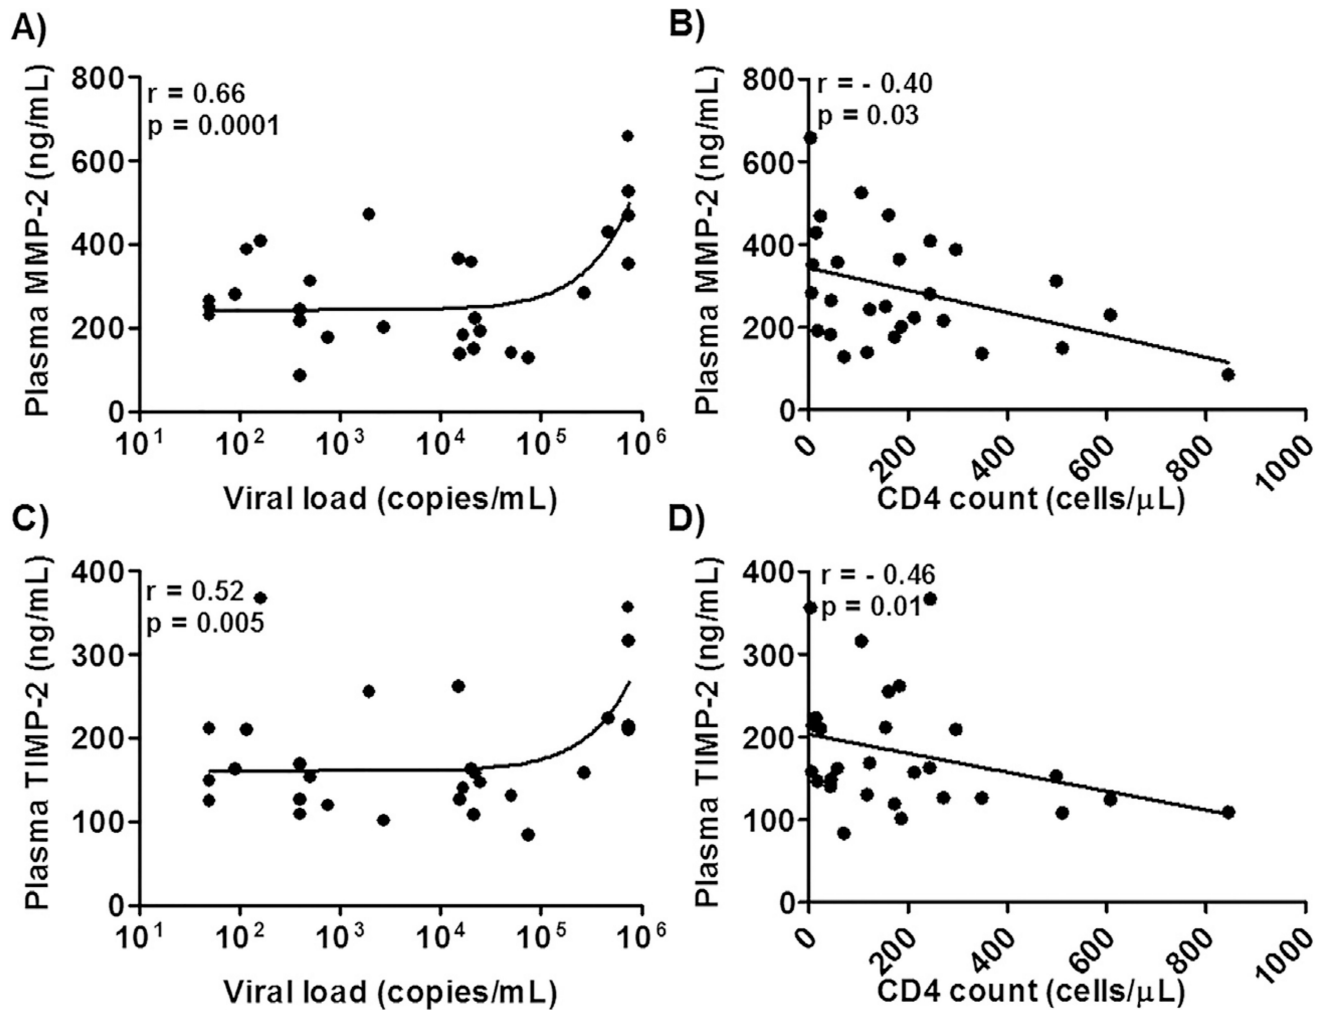 A)
Plasma MMP-2 (ng/mL)
800
600
400
200
0
r = 0.66
p = 0.0001
10¹ 10² 10³ 10⁴ 10⁵ 10⁶
Viral load (copies/mL)
B)
Plasma MMP-2 (ng/mL)
800
600
400
200
0
r = - 0.40
p = 0.03
0 200 400 600 800 1000
CD4 count (cells/µL)
C)
Plasma TIMP-2 (ng/mL)
400
300
200
100
0
r = 0.52
p = 0.005
10¹ 10² 10³ 10⁴ 10⁵ 10⁶
Viral load (copies/mL)
D)
Plasma TIMP-2 (ng/mL)
400
300
200
100
0
r = - 0.46
p = 0.01
0 200 400 600 800 1000
CD4 count (cells/µL)